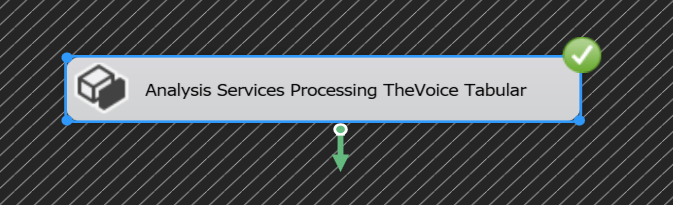 Analysis Services Processing TheVoice Tabular